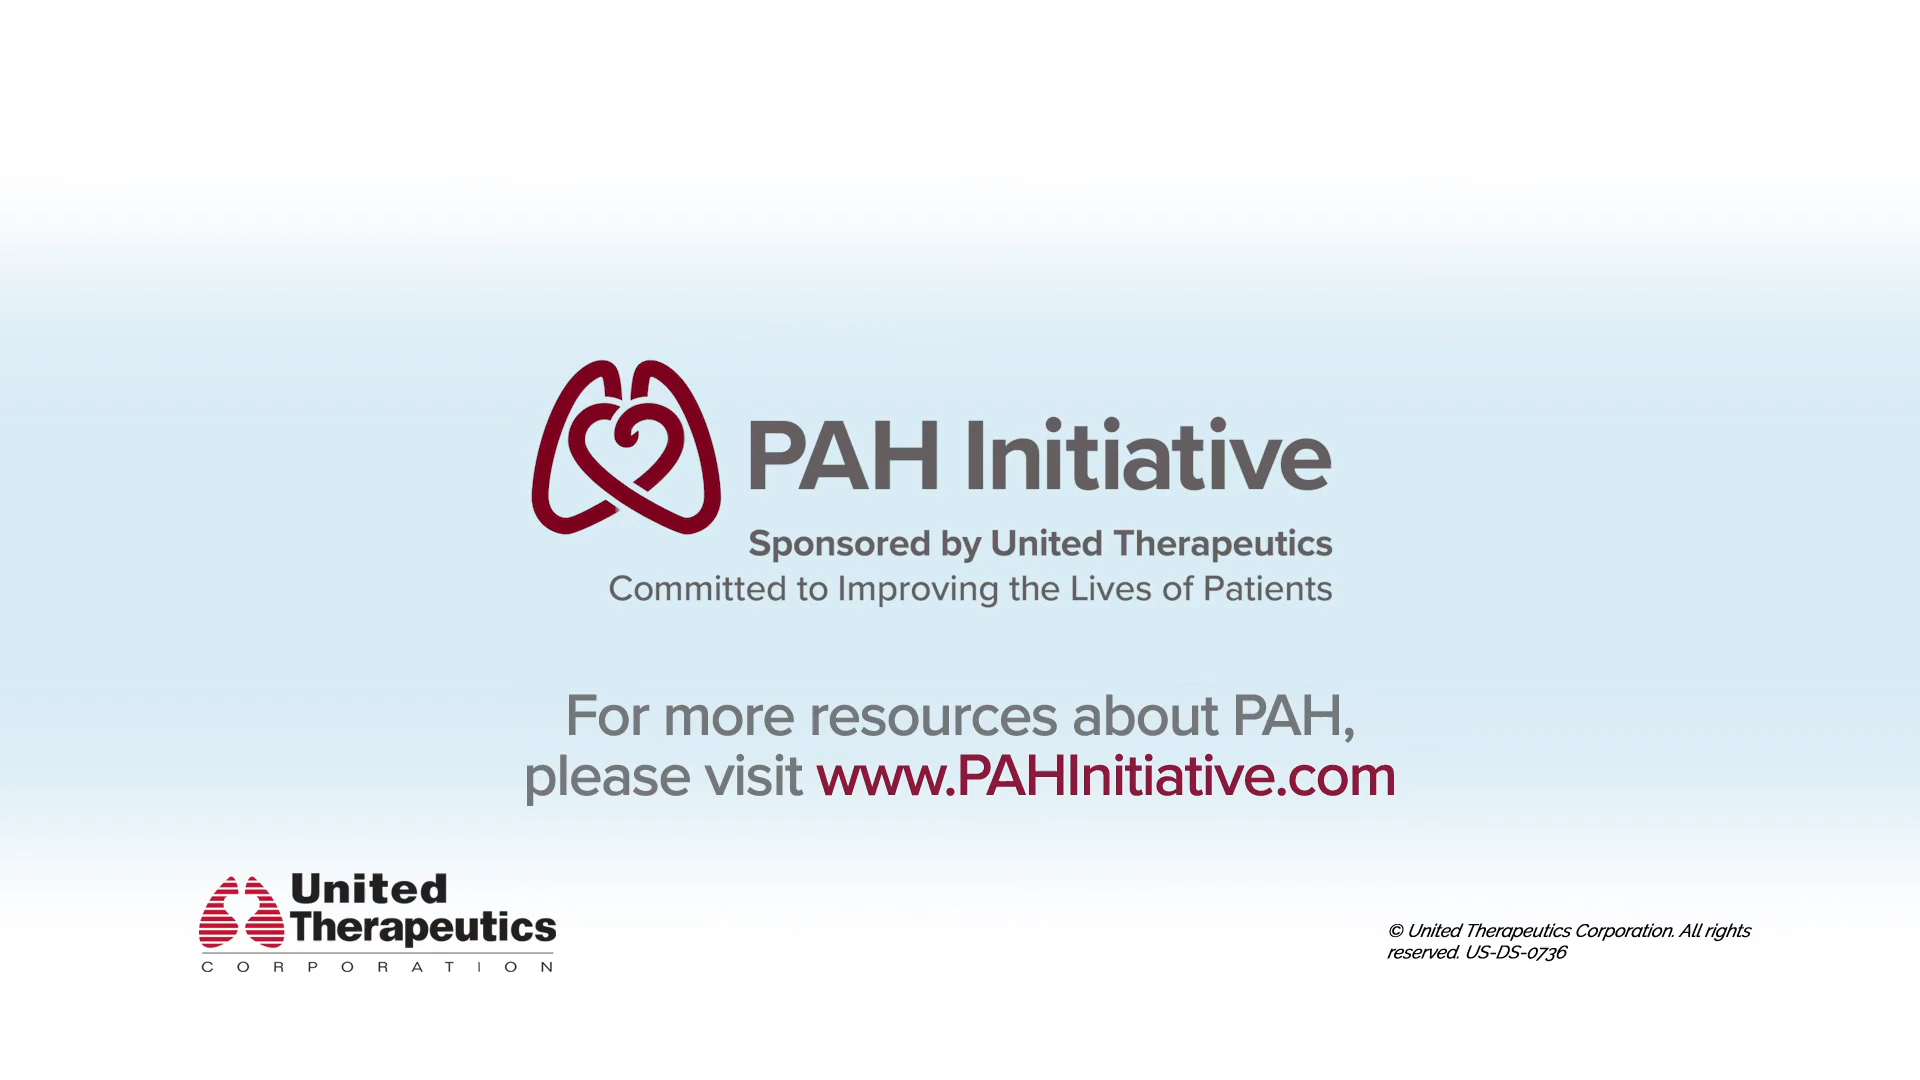 PAH Initiative
Sponsored by United Therapeutics
Committed to Improving the Lives of Patients
For more resources about PAH,
please visit www.PAHInitiative.com
United
Therapeutics
CORPORATION
© United Therapeutics Corporation. All rights
reserved. US-DS-0736